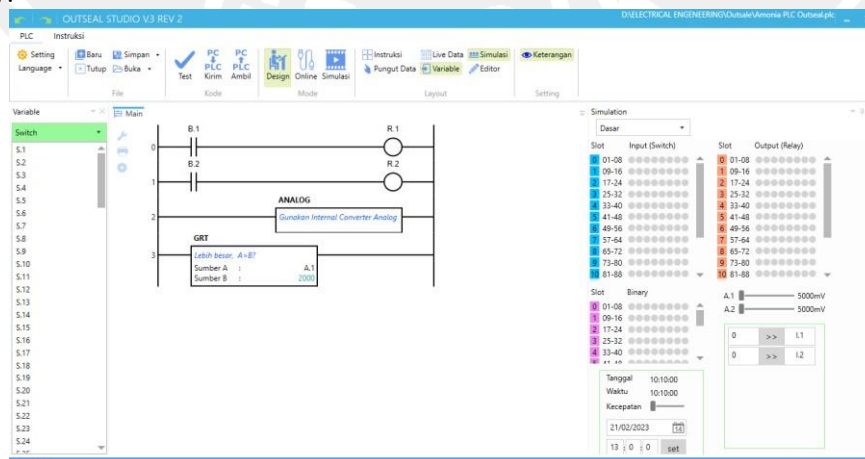 OUTSEAL STUDIO V.3 REV 2
D:\ELECTRICAL ENGENEERING\Outsale\Amonia PLC Outseal.plc
PLC Instruksi
Setting
Language
Baru
Tutup
Simpan
Buka
File
Test
PC PLC Kirim
PC PLC Ambil
Kode
Design
Online
Simulasi
Mode
Instruksi
Live Data
Simulasi
Pungut Data
Variable
Editor
Layout
Keterangan
Setting
Variable
Switch
S.1
S.2
S.3
S.4
S.5
S.6
S.7
S.8
S.9
S.10
S.11
S.12
S.13
S.14
S.15
S.16
S.17
S.18
S.19
S.20
S.21
S.22
S.23
S.24
S.25
Main
B.1 R.1
0
B.2 R.2
1
ANALOG
2 Gunakan Internal Converter Analog
GRT
3 Lebih besar, A>B?
Sumber A : A.1
Sumber B : 2000
Simulation
Dasar
Slot Input (Switch)
0 01-08
1 09-16
2 17-24
3 25-32
4 33-40
5 41-48
6 49-56
7 57-64
8 65-72
9 73-80
10 81-88
Slot Output (Relay)
0 01-08
1 09-16
2 17-24
3 25-32
4 33-40
5 41-48
6 49-56
7 57-64
8 65-72
9 73-80
10 81-88
Slot Binary
0 01-08
1 09-16
2 17-24
3 25-32
4 33-40
5 41-48
A.1 5000mV
A.2 5000mV
0 >> I.1
0 >> I.2
Tanggal 10:10:00
Waktu 10:10:00
Kecepatan
21/02/2023 14
13 : 0 : 0 set